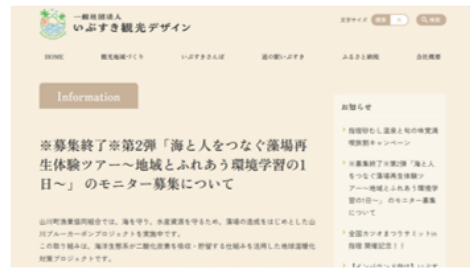 一般社団法人
いぶすき観光デザイン
文字サイズ 標準 大 検索
HOME 観光地域づくり いぶすきさんぽ 道の駅いぶすき ふるさと納税 会社概要
Information
※募集終了※第2弾「海と人をつなぐ藻場再
生体験ツアー～地域とふれあう環境学習の1
日～」 のモニター募集について
山川町漁業協同組合では、海を守り、水産資源を守るため、藻場の造成をはじめとした山
川ブルーカーボンプロジェクトを実施中です。
この取り組みは、海洋生態系が二酸化炭素を吸収・貯留する仕組みを活用した地球温暖化
対策プロジェクトです。
お知らせ
指宿砂むし温泉と旬の味覚満
喫旅割キャンペーン
※募集終了※第2弾「海と人
をつなぐ藻場再生体験ツ
アー～地域とふれあう環境学
習の1日～」 のモニター募集
について
全国カツオまつりサミットin
指宿 開催記念！！